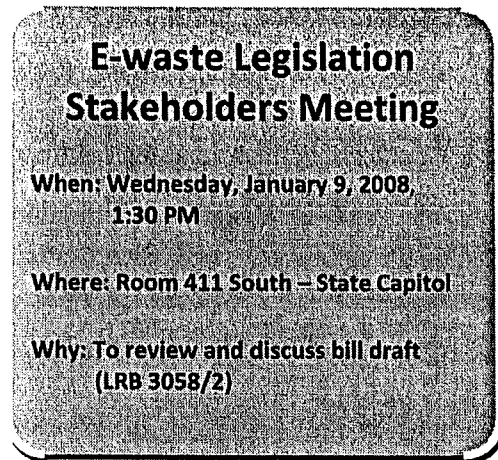 E-waste Legislation
Stakeholders Meeting
When: Wednesday, January 9, 2008,
1:30 PM
Where: Room 411 South – State Capitol
Why: To review and discuss bill draft
(LRB 3058/2)